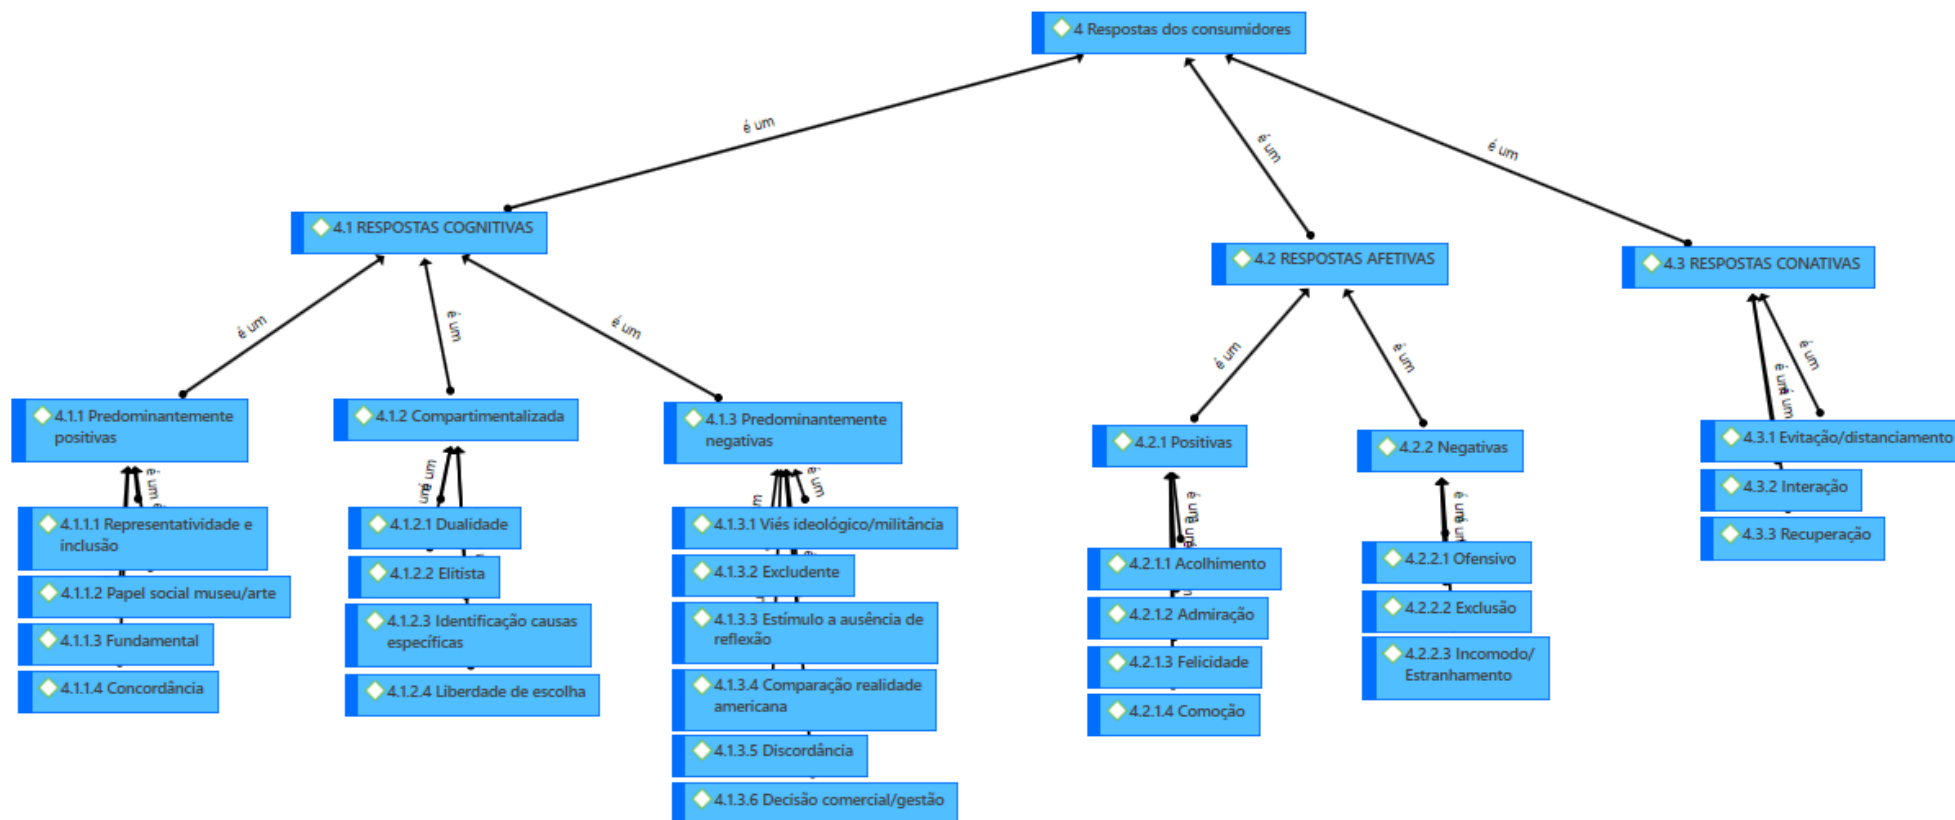 4 Respostas dos consumidores
é um
é um
é um
4.1 RESPOSTAS COGNITIVAS
4.2 RESPOSTAS AFETIVAS
4.3 RESPOSTAS CONATIVAS
é um
é um
é um
é um
é um
é um
4.1.1 Predominantemente
positivas
4.1.2 Compartimentalizada
4.1.3 Predominantemente
negativas
4.2.1 Positivas
4.2.2 Negativas
é um
é um
é um
é um
é um
4.1.1.1 Representatividade e
inclusão
4.1.1.2 Papel social museu/arte
4.1.1.3 Fundamental
4.1.1.4 Concordância
4.1.2.1 Dualidade
4.1.2.2 Elitista
4.1.2.3 Identificação causas
específicas
4.1.2.4 Liberdade de escolha
4.1.3.1 Viés ideológico/militância
4.1.3.2 Excludente
4.1.3.3 Estímulo a ausência de
reflexão
4.1.3.4 Comparação realidade
americana
4.1.3.5 Discordância
4.1.3.6 Decisão comercial/gestão
4.2.1.1 Acolhimento
4.2.1.2 Admiração
4.2.1.3 Felicidade
4.2.1.4 Comoção
4.2.2.1 Ofensivo
4.2.2.2 Exclusão
4.2.2.3 Incomodo/
Estranhamento
4.3.1 Evitação/distanciamento
4.3.2 Interação
4.3.3 Recuperação